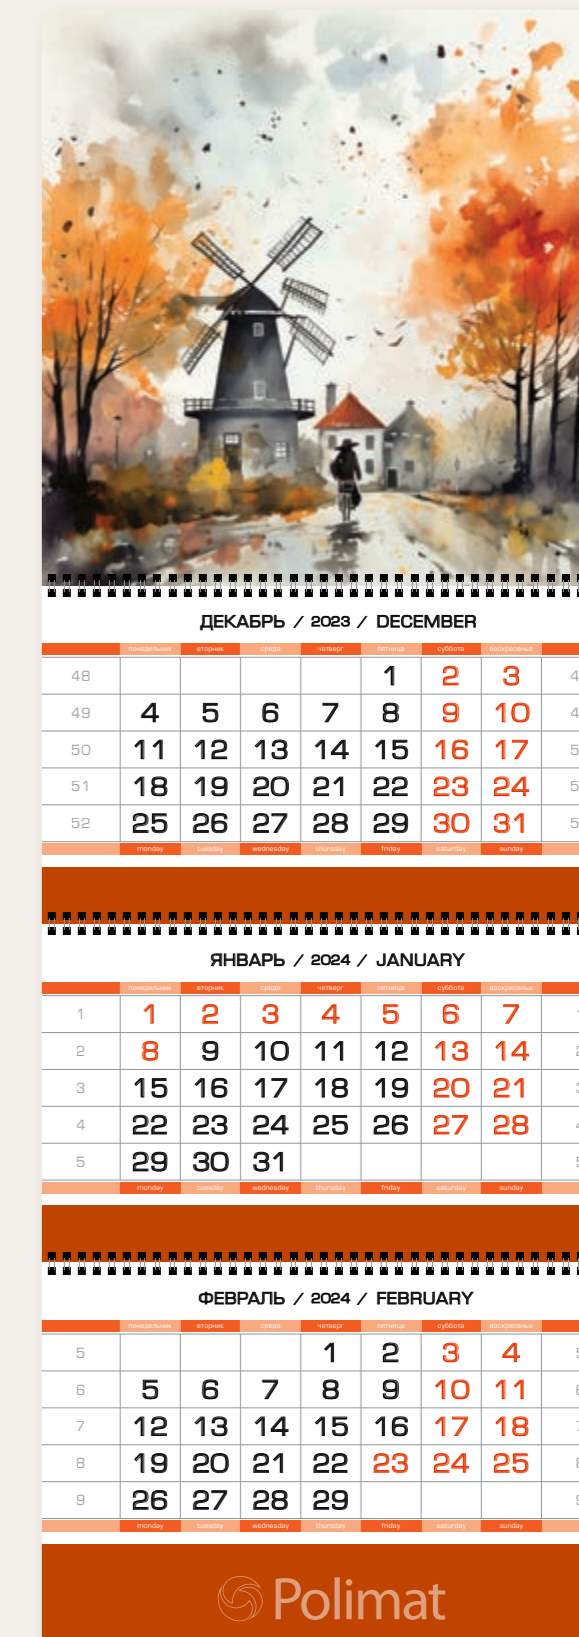 ДЕКАБРЬ / 2023 / DECEMBER
понедельник вторник среда четверг пятница суббота воскресенье
48 1 2 3 4
49 4 5 6 7 8 9 10 4
50 11 12 13 14 15 16 17 5
51 18 19 20 21 22 23 24 5
52 25 26 27 28 29 30 31 5
monday tuesday wednesday thursday friday saturday sunday
ЯНВАРЬ / 2024 / JANUARY
понедельник вторник среда четверг пятница суббота воскресенье
1 1 2 3 4 5 6 7
2 8 9 10 11 12 13 14
3 15 16 17 18 19 20 21
4 22 23 24 25 26 27 28
5 29 30 31
monday tuesday wednesday thursday friday saturday sunday
ФЕВРАЛЬ / 2024 / FEBRUARY
понедельник вторник среда четверг пятница суббота воскресенье
5 1 2 3 4
6 5 6 7 8 9 10 11
7 12 13 14 15 16 17 18
8 19 20 21 22 23 24 25
9 26 27 28 29
monday tuesday wednesday thursday friday saturday sunday
Polimat